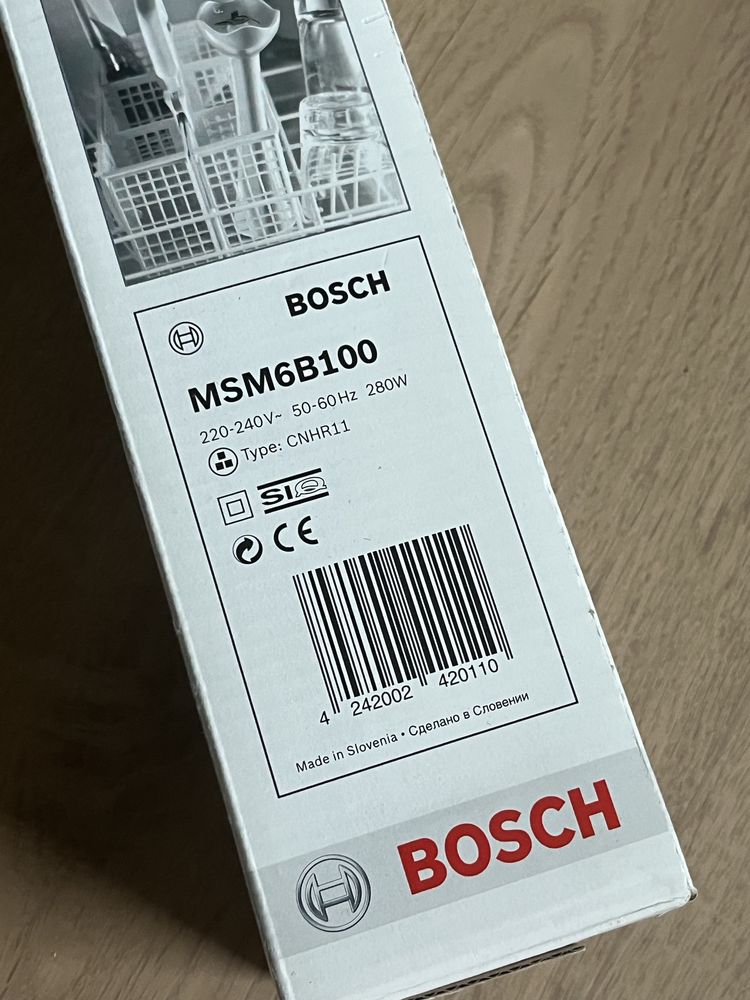 BOSCH
MSM6B100
220-240V~ 50-60Hz 280W
Type: CNHR11
SIQ
CE
4 242002 420110
Made in Slovenia • Сделано в Словении
BOSCH